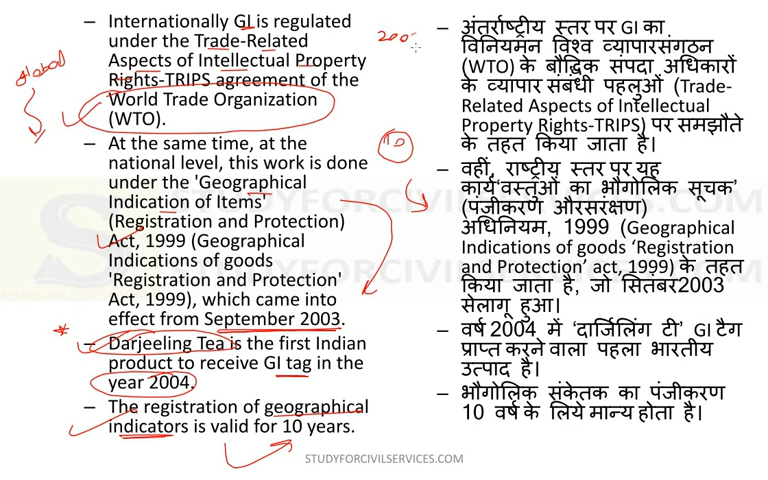 – Internationally GI is regulated
under the Trade-Related
Aspects of Intellectual Property
Rights-TRIPS agreement of the
World Trade Organization
(WTO).
– At the same time, at the
national level, this work is done
under the 'Geographical
Indication of Items'
(Registration and Protection)
Act, 1999 (Geographical
Indications of goods
'Registration and Protection'
Act, 1999), which came into
effect from September 2003.
– Darjeeling Tea is the first Indian
product to receive GI tag in the
year 2004.
– The registration of geographical
indicators is valid for 10 years.
Global
200
10
– अंतर्राष्ट्रीय स्तर पर GI का
विनियमन विश्व व्यापारसंगठन
(WTO) के बौद्धिक संपदा अधिकारों
के व्यापार संबंधी पहलुओं (Trade-
Related Aspects of Intellectual
Property Rights-TRIPS) पर समझौते
के तहत किया जाता है।
– वहीं, राष्ट्रीय स्तर पर यह
कार्य‘वस्तुओं का भौगोलिक सूचक’
(पंजीकरण औरसंरक्षण)
अधिनियम, 1999 (Geographical
Indications of goods ‘Registration
and Protection’ act, 1999) के तहत
किया जाता है, जो सितंबर2003
सेलागू हुआ।
– वर्ष 2004 में ‘दार्जिलिंग टी’ GI टैग
प्राप्त करने वाला पहला भारतीय
उत्पाद है।
– भौगोलिक संकेतक का पंजीकरण
10 वर्ष के लिये मान्य होता है।
STUDYFORCIVILSERVICES.COM